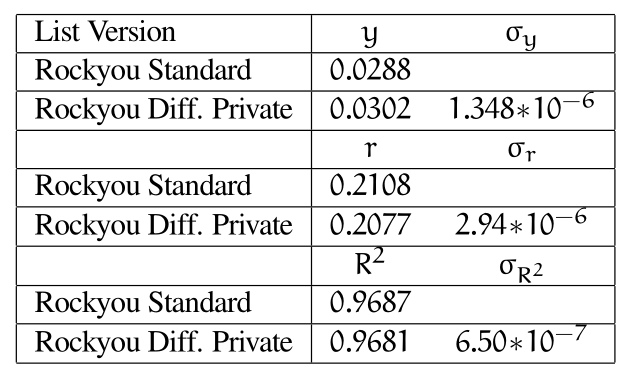 List Version y σy
Rockyou Standard 0.0288
Rockyou Diff. Private 0.0302 1.348∗10−6
r σr
Rockyou Standard 0.2108
Rockyou Diff. Private 0.2077 2.94∗10−6
R2 σR2
Rockyou Standard 0.9687
Rockyou Diff. Private 0.9681 6.50∗10−7